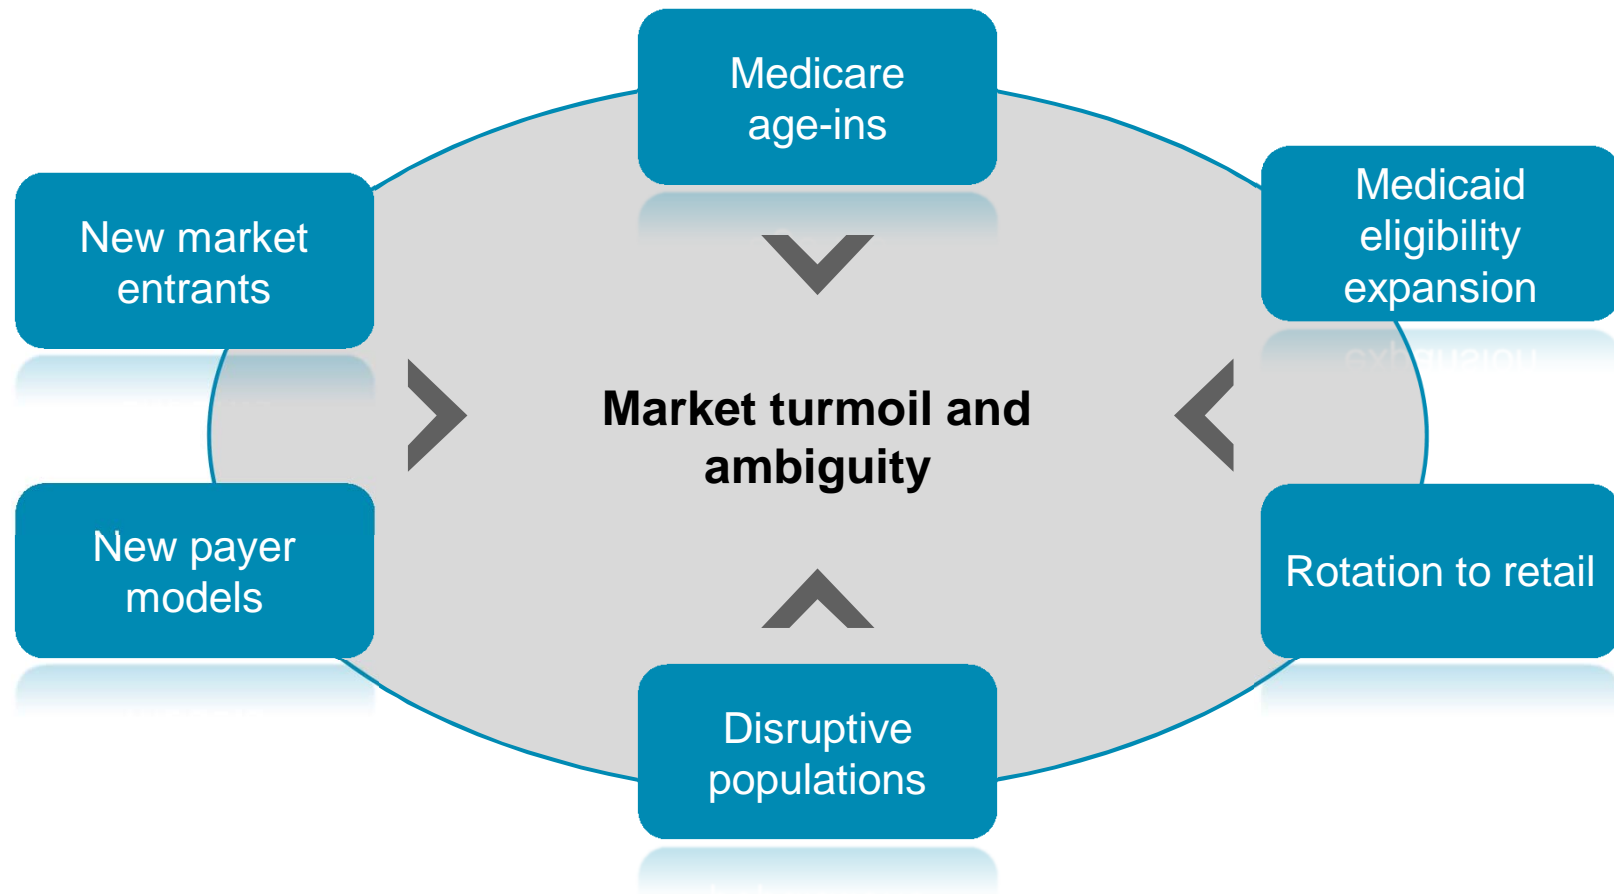 Medicare
age-ins
Medicaid
eligibility
expansion
New market
entrants
Market turmoil and
ambiguity
New payer
models
Rotation to retail
Disruptive
populations